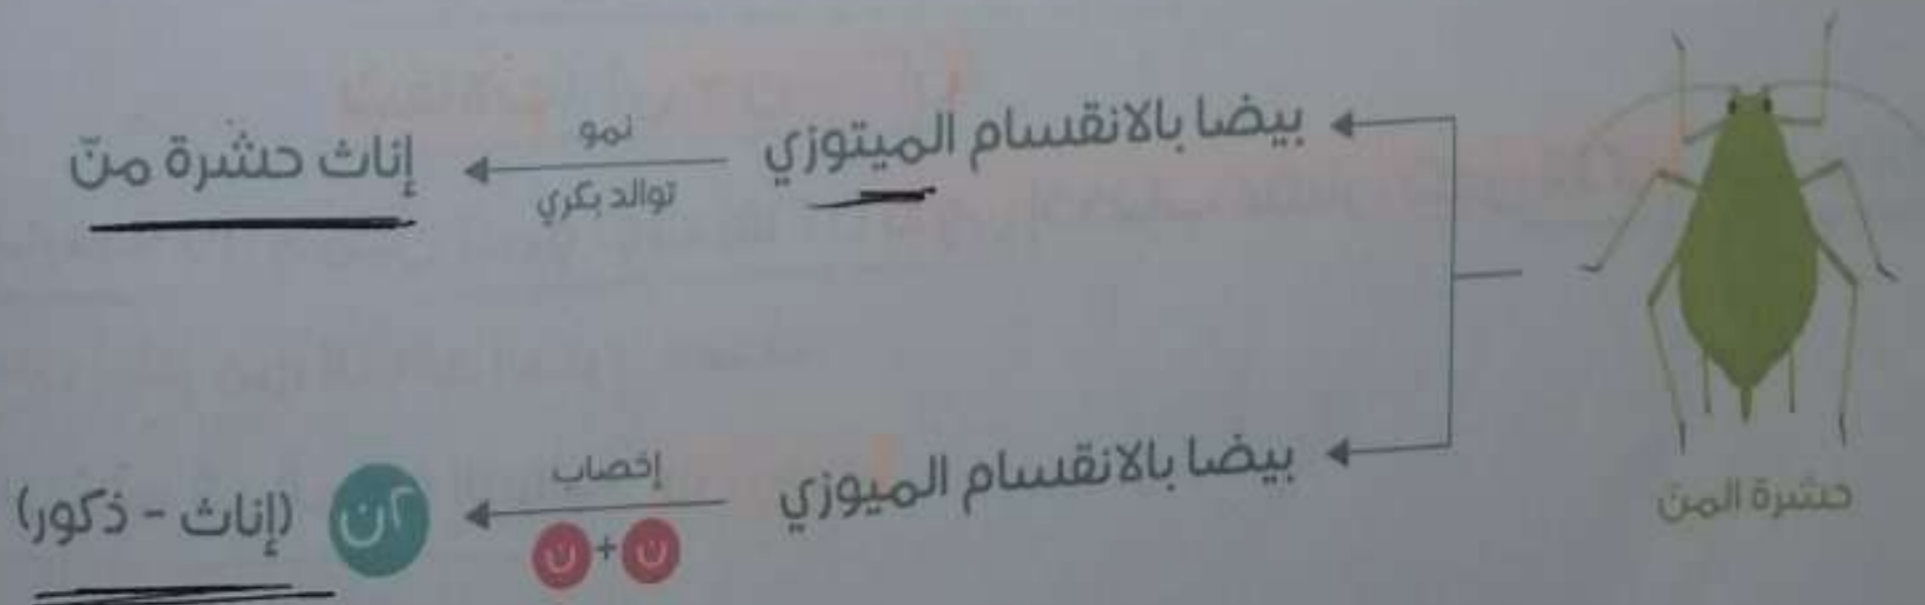 بيضا بالانقسام الميتوزي
نمو
توالد بكري
إناث حشرة منّ
بيضا بالانقسام الميوزي
إخصاب
ن + ن
٢ن (إناث - ذكور)
حشرة المن